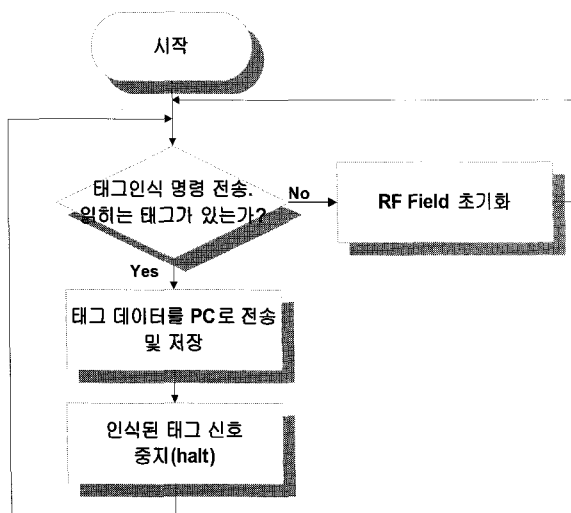 시작
태그인식 명령 전송.
읽히는 태그가 있는가?
No
RF Field 초기화
Yes
태그 데이터를 PC로 전송
및 저장
인식된 태그 신호
중지(halt)